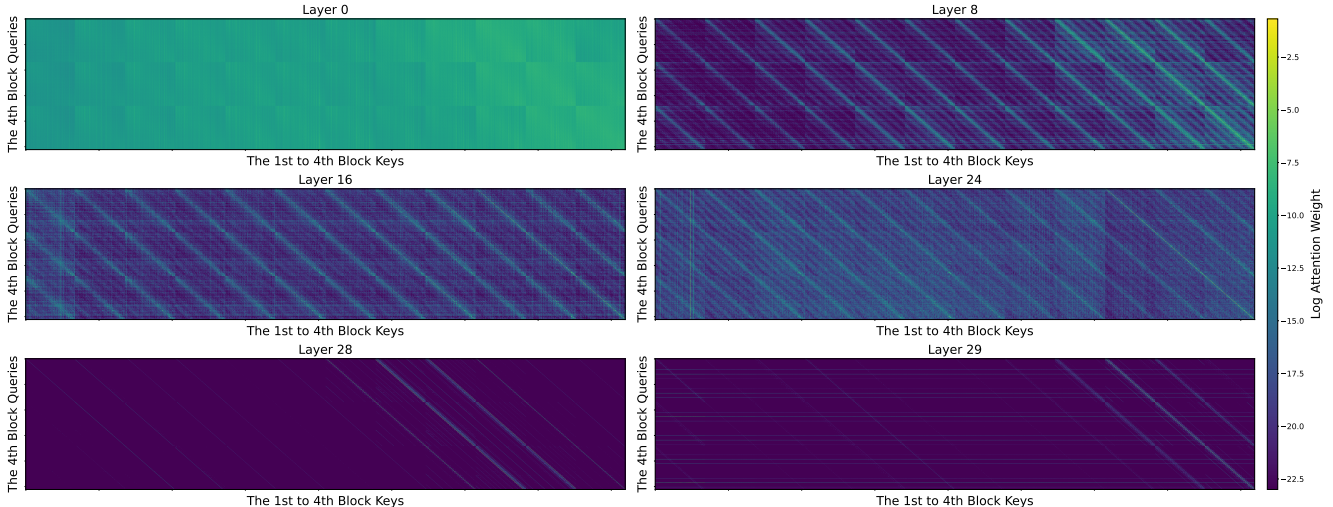 Layer 0
The 4th Block Queries
The 1st to 4th Block Keys
Layer 8
The 4th Block Queries
The 1st to 4th Block Keys
Layer 16
The 4th Block Queries
The 1st to 4th Block Keys
Layer 24
The 4th Block Queries
The 1st to 4th Block Keys
Layer 28
The 4th Block Queries
The 1st to 4th Block Keys
Layer 29
The 4th Block Queries
The 1st to 4th Block Keys
−2.5
−5.0
−7.5
−10.0
−12.5
−15.0
−17.5
−20.0
−22.5
Log Attention Weight